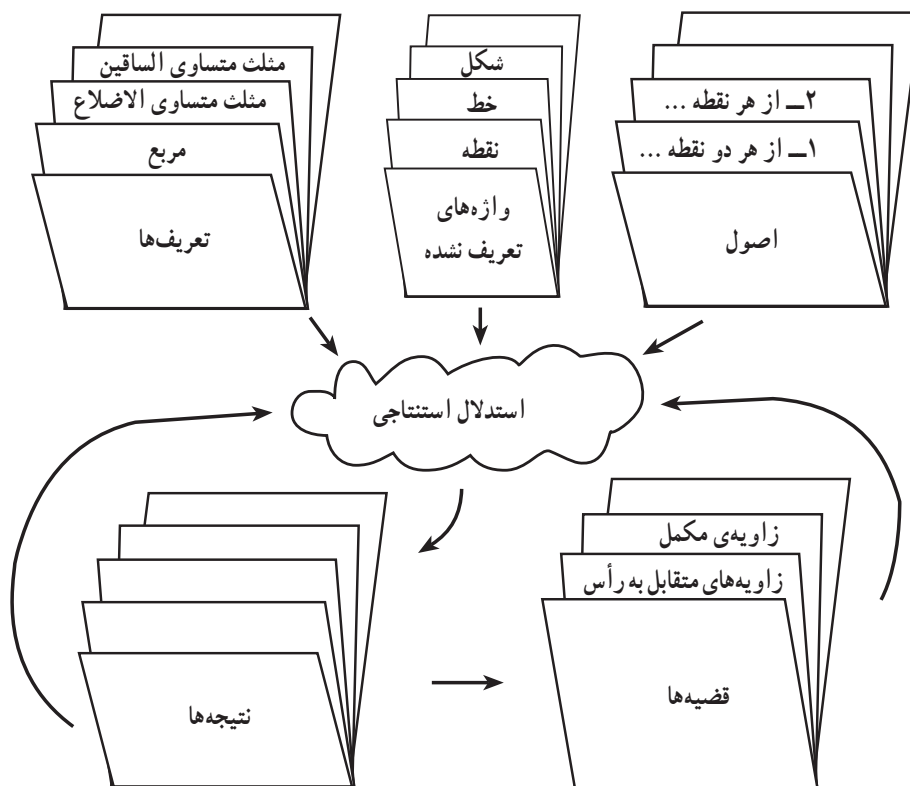 ۲ــ از هر نقطه ...
۱ــ از هر دو نقطه ...
اصول
شکل
خط
نقطه
واژه‌های
تعریف نشده
مثلث متساوی الساقین
مثلث متساوی الاضلاع
مربع
تعریف‌ها
استدلال استنتاجی
زاویه‌ی مکمل
زاویه‌های متقابل به رأس
قضیه‌ها
نتیجه‌ها